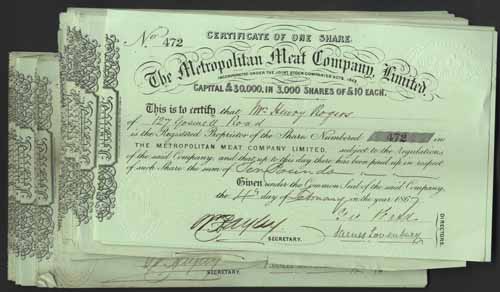 CERTIFICATE OF ONE SHARE.
No. 472
The Metropolitan Meat Company, Limited.
INCORPORATED UNDER THE JOINT STOCK COMPANIES ACTS, 1862
CAPITAL £30,000, IN 3,000 SHARES OF £10 EACH.
This is to certify that Mr Henry Rogers
of 127 Goswell Road
is the Registered Proprietor of the Share Numbered 472 in
THE METROPOLITAN MEAT COMPANY LIMITED, subject to the Regulations
of the said Company; and that up to this day there has been paid up in respect
of such Share the sum of Ten Pounds
Given under the Common Seal of the said Company,
the 4th day of February in the year 1867
SECRETARY.
James Lovenberg
DIRECTORS.
SECRETARY.